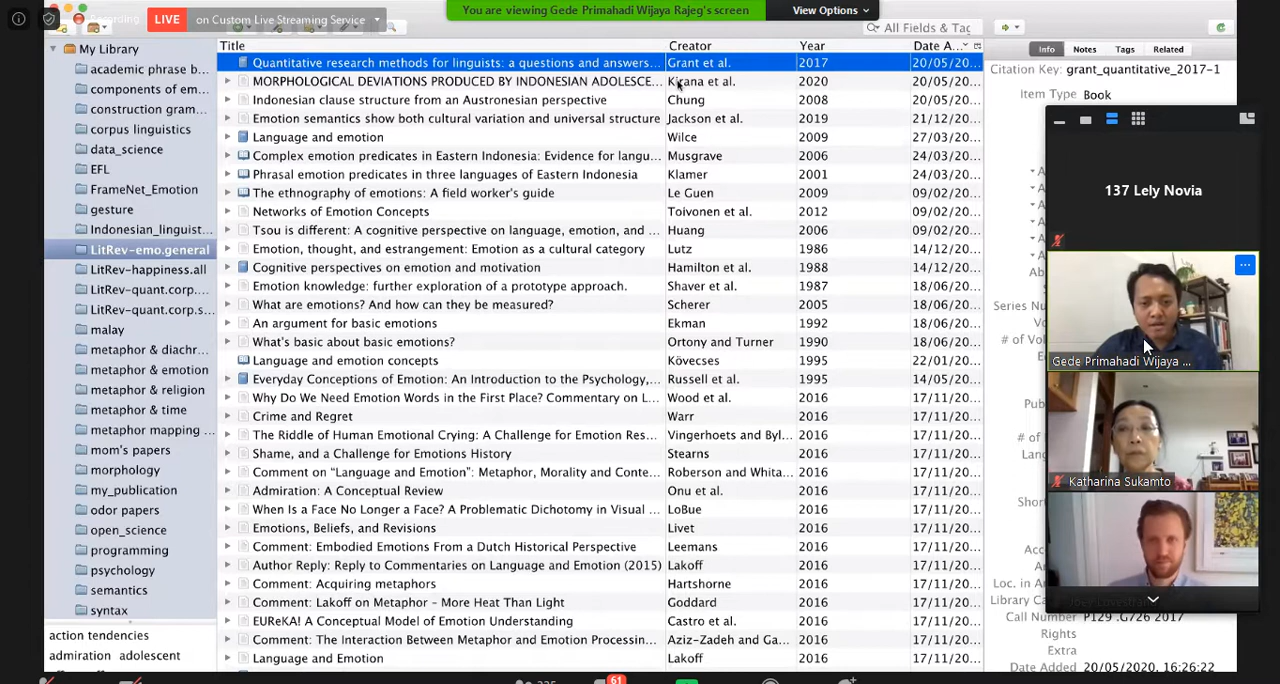 Recording
LIVE on Custom Live Streaming Service
You are viewing Gede Primahadi Wijaya Rajeg's screen
View Options
All Fields & Tag
My Library
academic phrase b...
components of em...
construction gram...
corpus linguistics
data_science
EFL
FrameNet_Emotion
gesture
Indonesian_linguist...
LitRev-emo.general
LitRev-happiness.all
LitRev-quant.corp....
LitRev-quant.corp.s...
malay
metaphor & diachr...
metaphor & emotion
metaphor & religion
metaphor & time
metaphor mapping ...
mom's papers
morphology
my_publication
odor papers
open_science
programming
psychology
semantics
syntax
action tendencies
admiration adolescent
Title Creator Year Date A...
Quantitative research methods for linguists: a questions and answers... Grant et al. 2017 20/05/20...
MORPHOLOGICAL DEVIATIONS PRODUCED BY INDONESIAN ADOLESCE... Kirana et al. 2020 20/05/20...
Indonesian clause structure from an Austronesian perspective Chung 2008 20/05/20...
Emotion semantics show both cultural variation and universal structure Jackson et al. 2019 21/12/20...
Language and emotion Wilce 2009 27/03/20...
Complex emotion predicates in Eastern Indonesia: Evidence for langu... Musgrave 2006 24/03/20...
Phrasal emotion predicates in three languages of Eastern Indonesia Klamer 2001 24/03/20...
The ethnography of emotions: A field worker's guide Le Guen 2009 09/02/20...
Networks of Emotion Concepts Toivonen et al. 2012 09/02/20...
Tsou is different: A cognitive perspective on language, emotion, and ... Huang 2006 09/02/20...
Emotion, thought, and estrangement: Emotion as a cultural category Lutz 1986 14/12/20...
Cognitive perspectives on emotion and motivation Hamilton et al. 1988 14/12/20...
Emotion knowledge: further exploration of a prototype approach. Shaver et al. 1987 18/06/20...
What are emotions? And how can they be measured? Scherer 2005 18/06/20...
An argument for basic emotions Ekman 1992 18/06/20...
What's basic about basic emotions? Ortony and Turner 1990 18/06/20...
Language and emotion concepts Kövecses 1995 22/01/20...
Everyday Conceptions of Emotion: An Introduction to the Psychology,... Russell et al. 1995 14/05/20...
Why Do We Need Emotion Words in the First Place? Commentary on L... Wood et al. 2016 17/11/20...
Crime and Regret Warr 2016 17/11/20...
The Riddle of Human Emotional Crying: A Challenge for Emotion Res... Vingerhoets and Byl... 2016 17/11/20...
Shame, and a Challenge for Emotions History Stearns 2016 17/11/20...
Comment on “Language and Emotion”: Metaphor, Morality and Conte... Roberson and Whita... 2016 17/11/20...
Admiration: A Conceptual Review Onu et al. 2016 17/11/20...
When Is a Face No Longer a Face? A Problematic Dichotomy in Visual ... LoBue 2016 17/11/20...
Emotions, Beliefs, and Revisions Livet 2016 17/11/20...
Comment: Embodied Emotions From a Dutch Historical Perspective Leemans 2016 17/11/20...
Author Reply: Reply to Commentaries on Language and Emotion (2015) Lakoff 2016 17/11/20...
Comment: Acquiring metaphors Hartshorne 2016 17/11/20...
Comment: Lakoff on Metaphor – More Heat Than Light Goddard 2016 17/11/20...
EUReKA! A Conceptual Model of Emotion Understanding Castro et al. 2016 17/11/20...
Comment: The Interaction Between Metaphor and Emotion Processin... Aziz-Zadeh and Ga... 2016 17/11/20...
Language and Emotion Lakoff 2016 17/11/20...
Info Notes Tags Related
Citation Key: grant_quantitative_2017-1
Item Type Book
Series Nu
# of Vol
Pub
# of
Lang
Short
Acc
Loc. in A
Library Ca
Call Number P129 .G726 2017
Rights
Extra
Date Added 20/05/2020, 16:26:22
137 Lely Novia
Gede Primahadi Wijaya ...
Katharina Sukamto
61